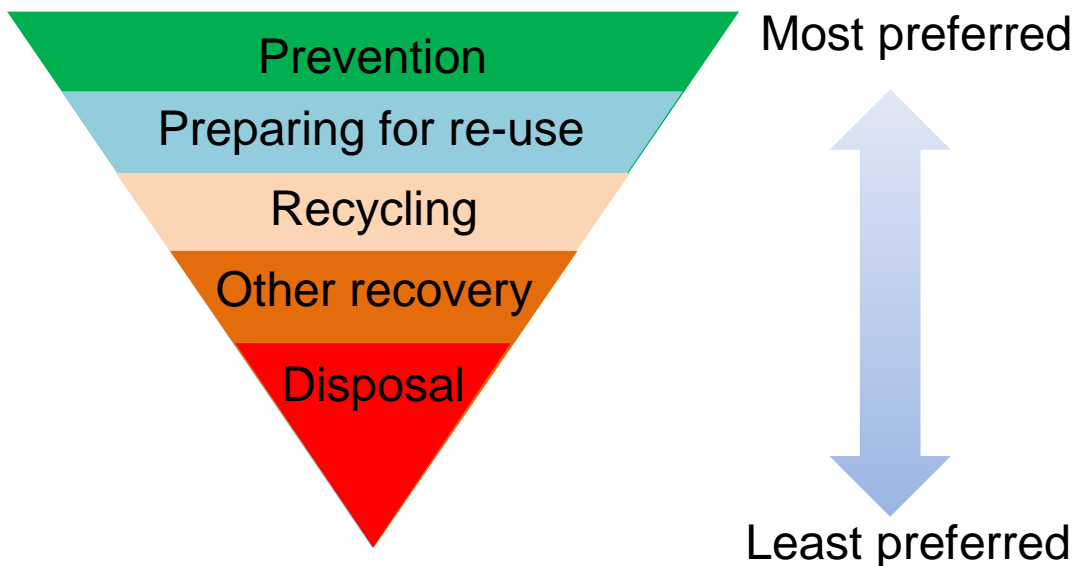 Most preferred
Prevention
Preparing for re-use
Recycling
Other recovery
Disposal
Least preferred